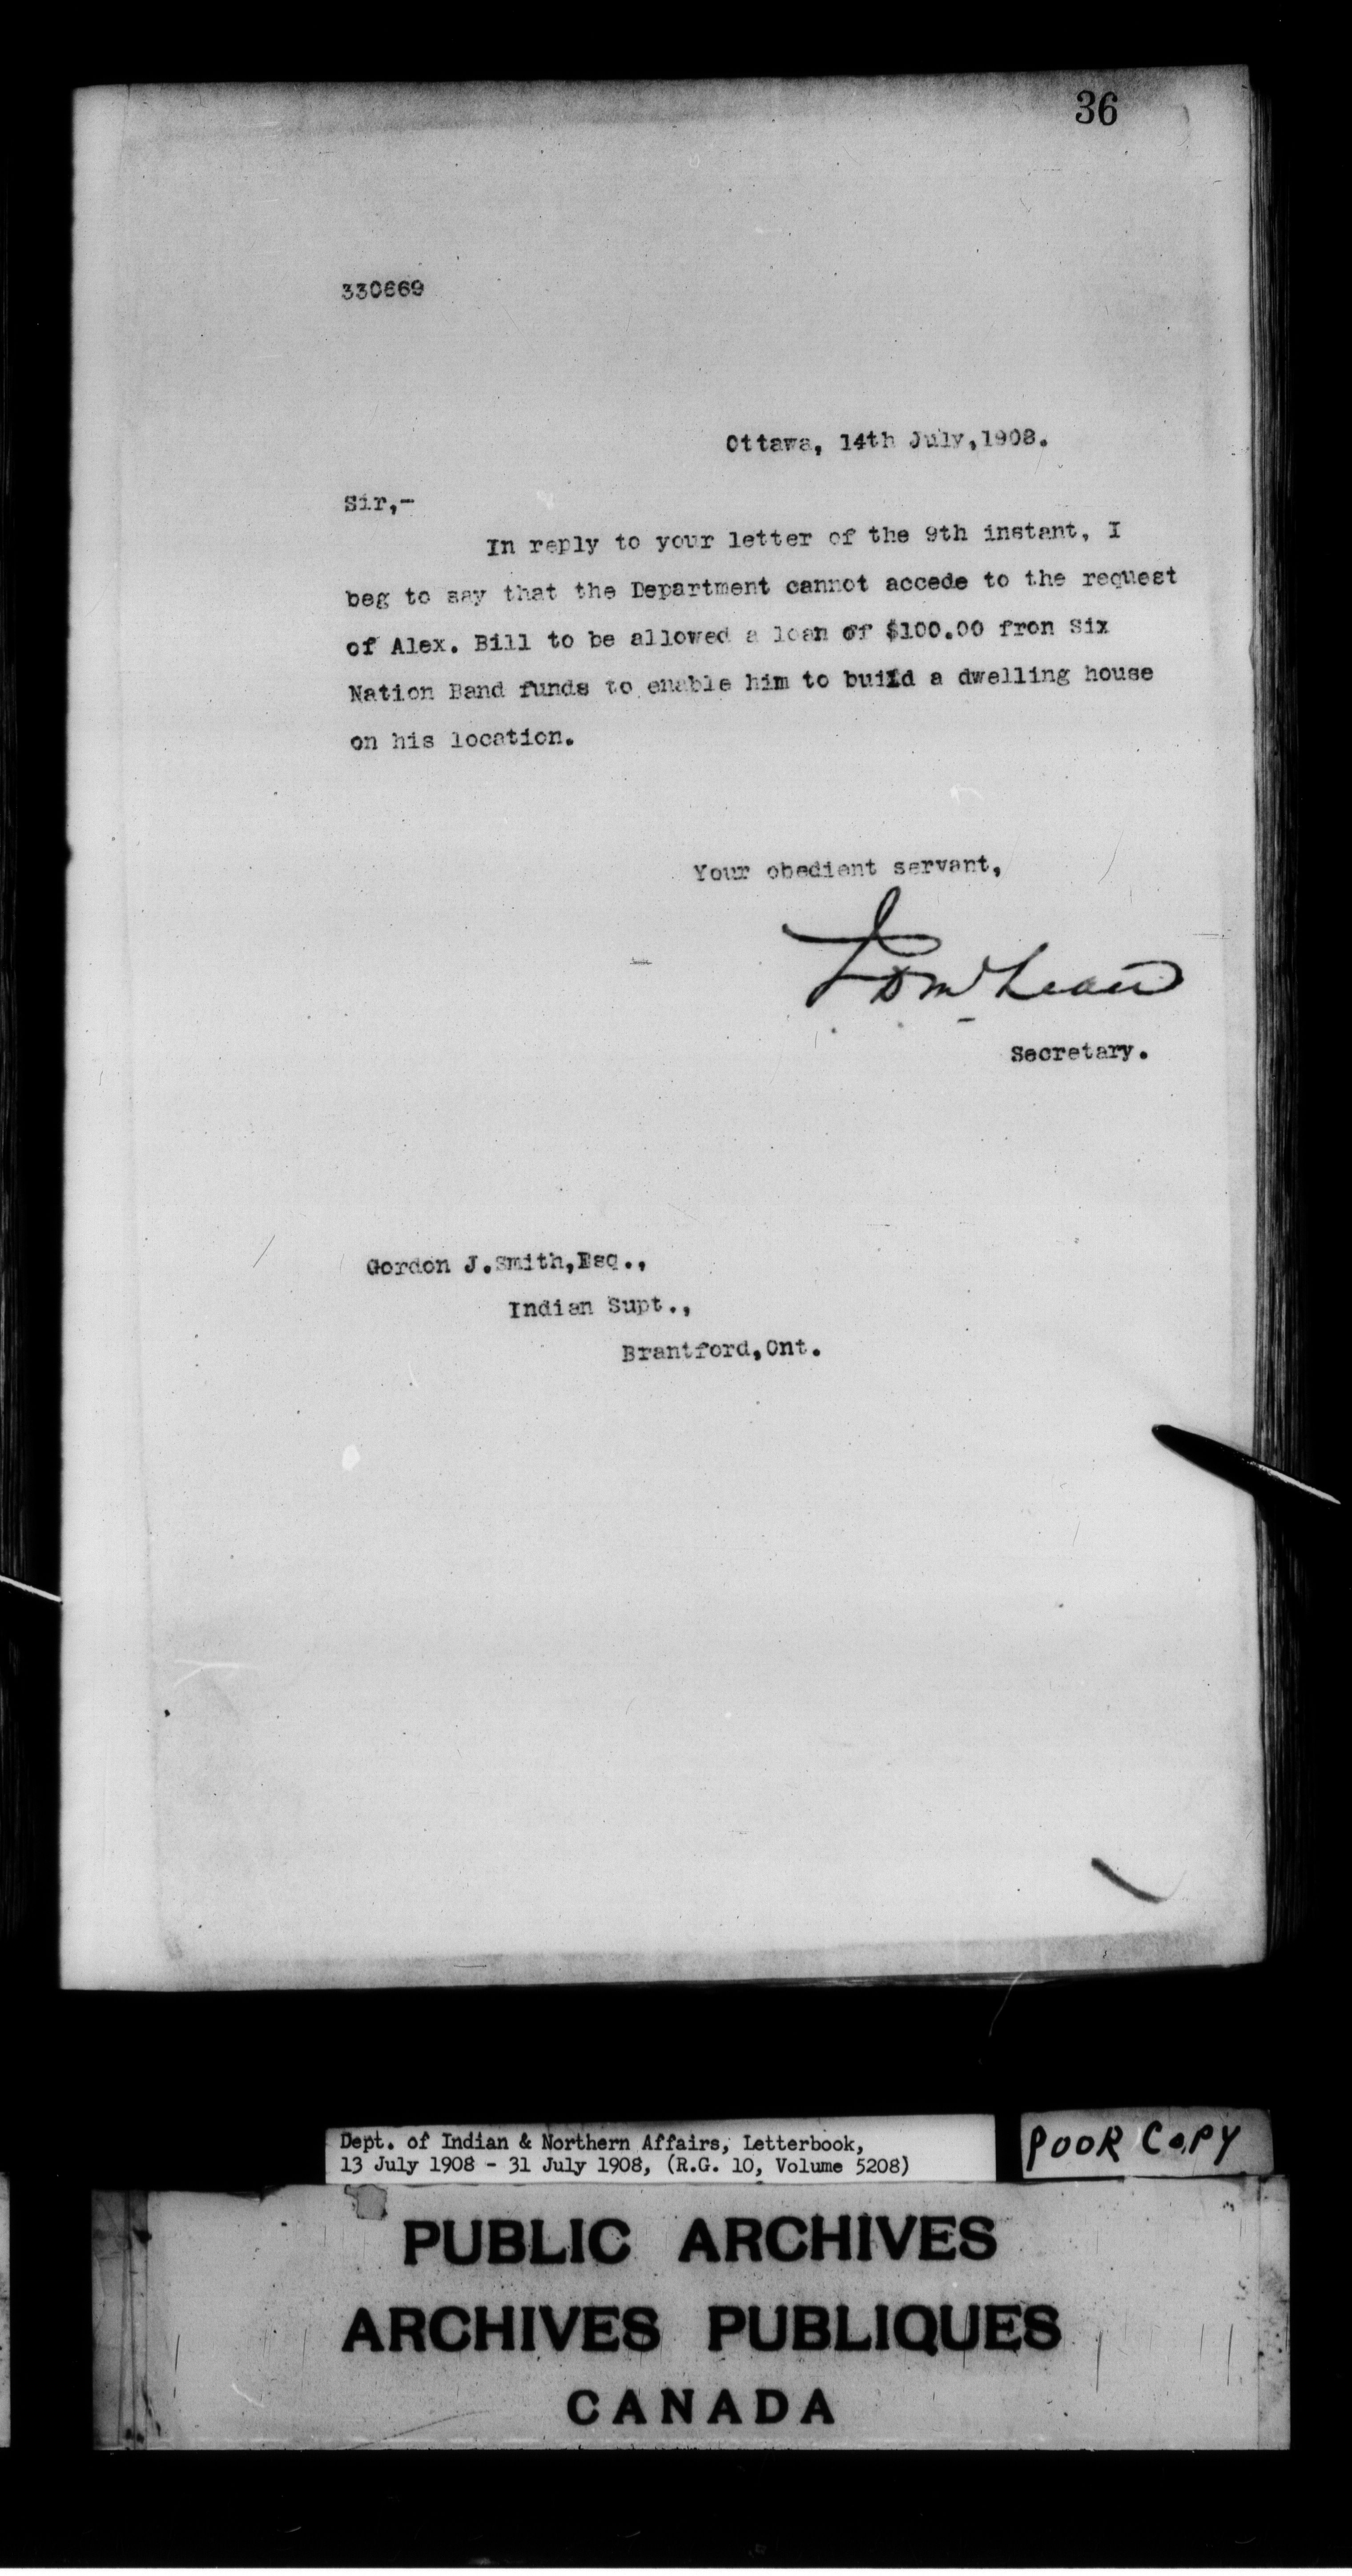 36
330669
Ottawa, 14th July, 1908.
Sir,-
In reply to your letter of the 9th instant, I
beg to say that the Department cannot accede to the request
of Alex. Bill to be allowed a loan of $100.00 fron Six
Nation Band funds to enable him to build a dwelling house
on his location.
Your obedient servant,
J D McLean
Secretary.
Gordon J. Smith, Esq.,
Indian Supt.,
Brantford, Ont.
Dept. of Indian & Northern Affairs, Letterbook,
13 July 1908 - 31 July 1908, (R.G. 10, Volume 5208)
POOR COPY
PUBLIC ARCHIVES
ARCHIVES PUBLIQUES
CANADA